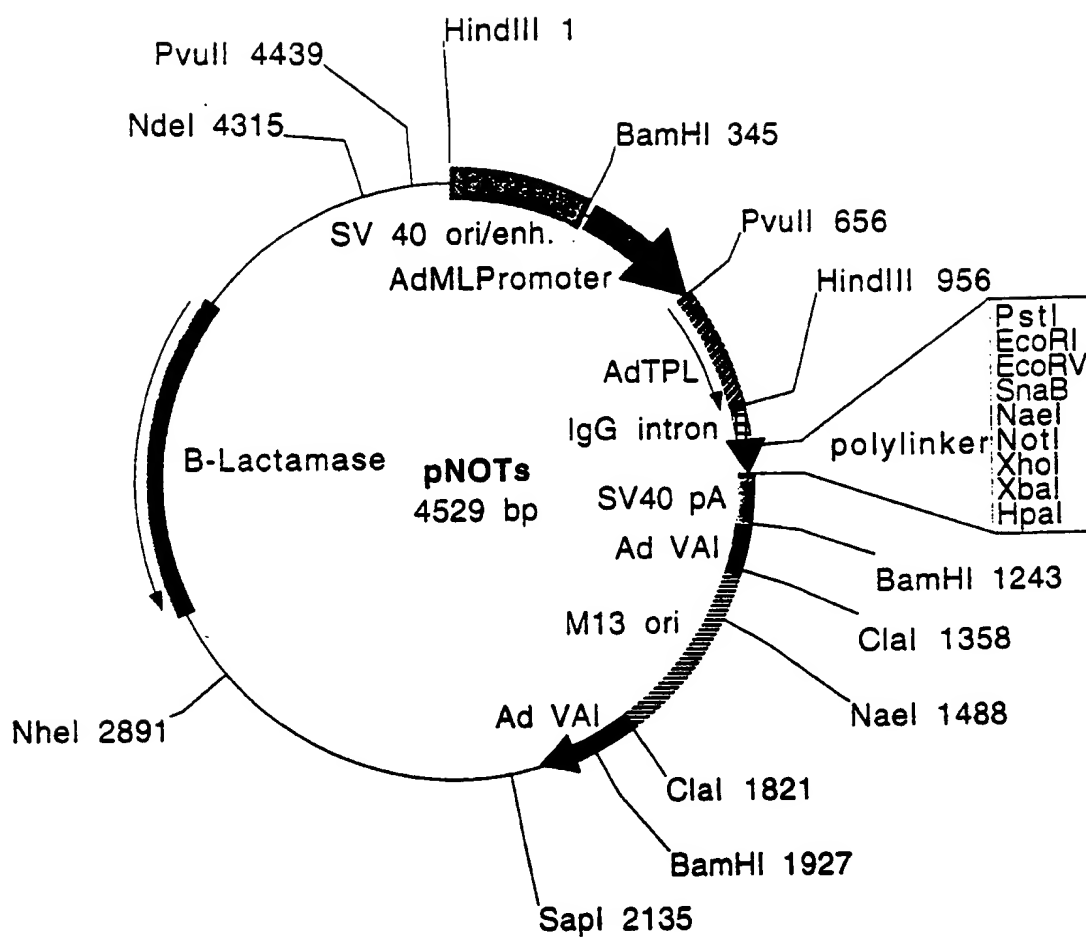 HindIII 1
PvuII 4439
NdeI 4315
BamHI 345
SV 40 ori/enh.
PvuII 656
AdMLPromoter
HindIII 956
PstI
EcoRI
EcoRV
SnaB
NaeI
NotI
XhoI
XbaI
HpaI
AdTPL
IgG intron
polylinker
B-Lactamase
pNOTs
4529 bp
SV40 pA
Ad VAI
BamHI 1243
M13 ori
ClaI 1358
NaeI 1488
NheI 2891
Ad VAI
ClaI 1821
BamHI 1927
SapI 2135